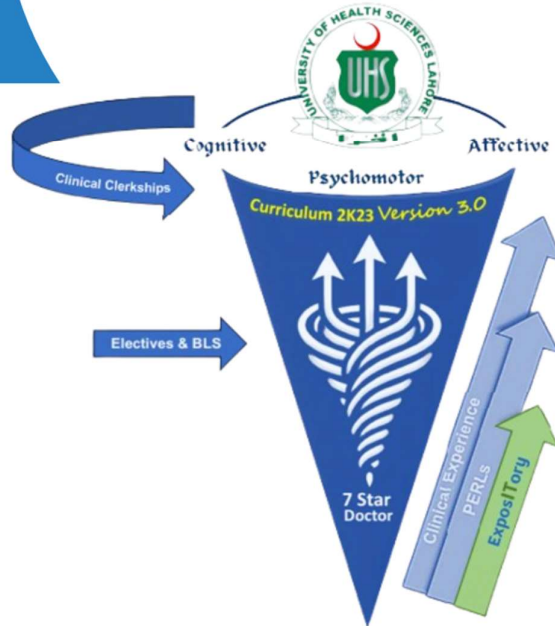 UNIVERSITY OF HEALTH SCIENCES LAHORE
UHS
Cognitive
Affective
Psychomotor
Clinical Clerkships
Curriculum 2K23 Version 3.0
Electives & BLS
7 Star
Doctor
Clinical Experience
PERLs
ExposITory